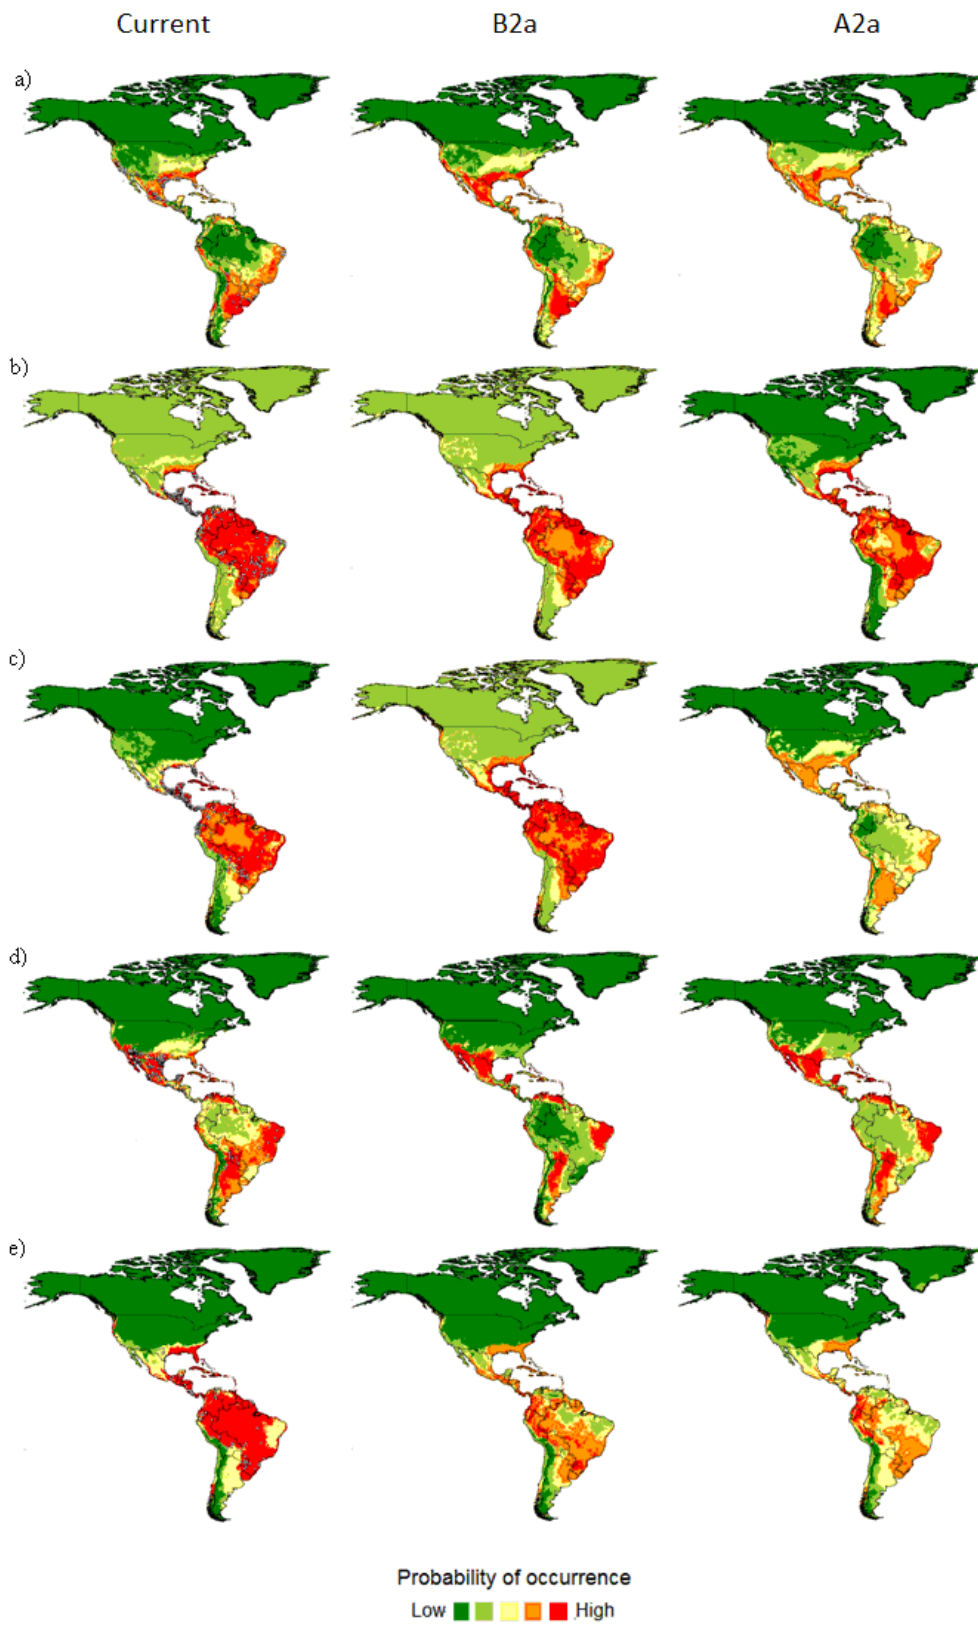 Current B2a A2a
a)
b)
c)
d)
e)
Probability of occurrence
Low High